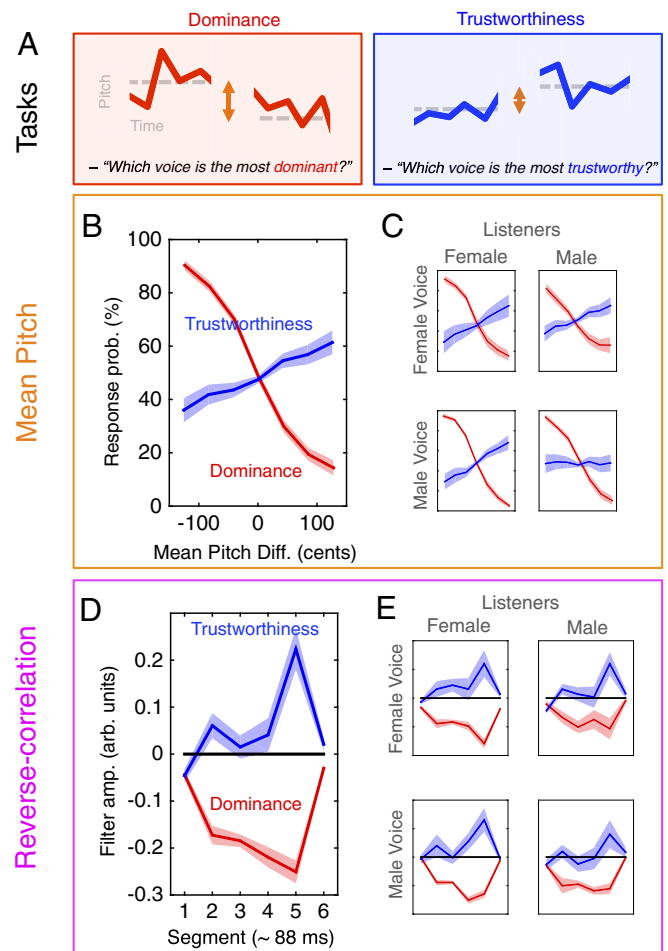 Dominance
Trustworthiness
A
Tasks
Pitch
Time
– “Which voice is the most dominant?”
– “Which voice is the most trustworthy?”
Mean Pitch
B
Response prob. (%)
100
80
60
40
20
0
Trustworthiness
Dominance
-100 0 100
Mean Pitch Diff. (cents)
C
Listeners
Female Male
Female Voice
Male Voice
Reverse-correlation
D
Filter amp. (arb. units)
0.2
0.1
0
-0.1
-0.2
-0.3
Trustworthiness
Dominance
1 2 3 4 5 6
Segment (~ 88 ms)
E
Listeners
Female Male
Female Voice
Male Voice